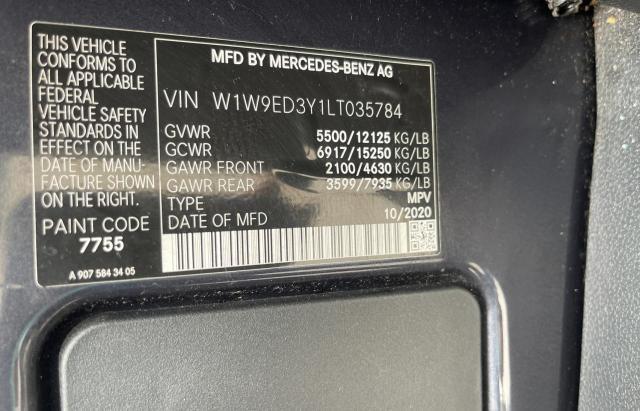 THIS VEHICLE
CONFORMS TO
ALL APPLICABLE
FEDERAL
VEHICLE SAFETY
STANDARDS IN
EFFECT ON THE
DATE OF MANU-
FACTURE SHOWN
ON THE RIGHT.
PAINT CODE
7755
A 907 584 34 05
MFD BY MERCEDES-BENZ AG
VIN W1W9ED3Y1LT035784
GVWR 5500/12125 KG/LB
GCWR 6917/15250 KG/LB
GAWR FRONT 2100/4630 KG/LB
GAWR REAR 3599/7935 KG/LB
TYPE MPV
DATE OF MFD 10/2020